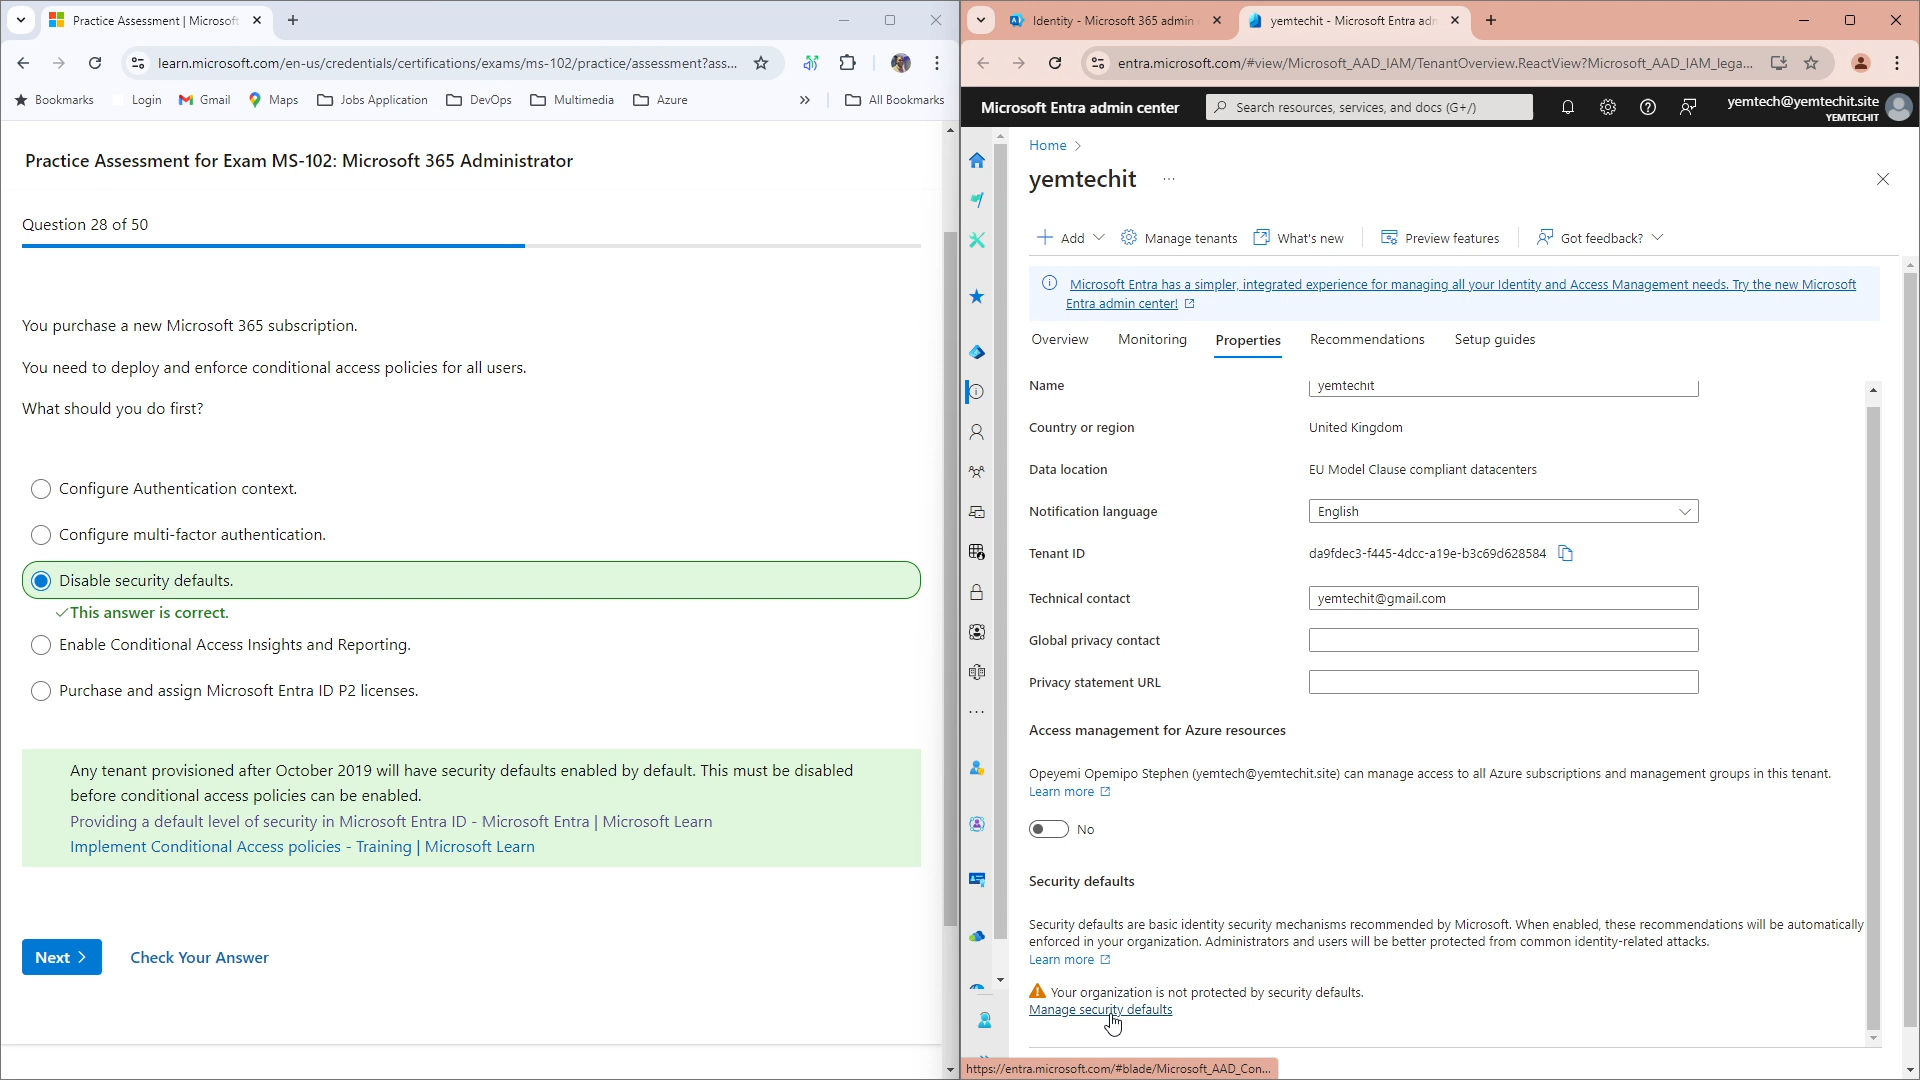 Practice Assessment | Microsoft
learn.microsoft.com/en-us/credentials/certifications/exams/ms-102/practice/assessment?ass...
Bookmarks
Login
Gmail
Maps
Jobs Application
DevOps
Multimedia
Azure
»
All Bookmarks
Practice Assessment for Exam MS-102: Microsoft 365 Administrator
Question 28 of 50
You purchase a new Microsoft 365 subscription.
You need to deploy and enforce conditional access policies for all users.
What should you do first?
Configure Authentication context.
Configure multi-factor authentication.
Disable security defaults.
This answer is correct.
Enable Conditional Access Insights and Reporting.
Purchase and assign Microsoft Entra ID P2 licenses.
Any tenant provisioned after October 2019 will have security defaults enabled by default. This must be disabled
before conditional access policies can be enabled.
Providing a default level of security in Microsoft Entra ID - Microsoft Entra | Microsoft Learn
Implement Conditional Access policies - Training | Microsoft Learn
Next
Check Your Answer
Identity - Microsoft 365 admin
yemtechit - Microsoft Entra adm
entra.microsoft.com/#view/Microsoft_AAD_IAM/TenantOverview.ReactView?Microsoft_AAD_IAM_lega...
Microsoft Entra admin center
Search resources, services, and docs (G+/)
yemtech@yemtechit.site
YEMTECHIT
Home >
yemtechit ...
Add
Manage tenants
What's new
Preview features
Got feedback?
Microsoft Entra has a simpler, integrated experience for managing all your Identity and Access Management needs. Try the new Microsoft
Entra admin center!
Overview
Monitoring
Properties
Recommendations
Setup guides
Name
yemtechit
Country or region
United Kingdom
Data location
EU Model Clause compliant datacenters
Notification language
English
Tenant ID
da9fdec3-f445-4dcc-a19e-b3c69d628584
Technical contact
yemtechit@gmail.com
Global privacy contact
Privacy statement URL
Access management for Azure resources
Opeyemi Opemipo Stephen (yemtech@yemtechit.site) can manage access to all Azure subscriptions and management groups in this tenant.
Learn more
No
Security defaults
Security defaults are basic identity security mechanisms recommended by Microsoft. When enabled, these recommendations will be automatically
enforced in your organization. Administrators and users will be better protected from common identity-related attacks.
Learn more
Your organization is not protected by security defaults.
Manage security defaults
https://entra.microsoft.com/#blade/Microsoft_AAD_Con...